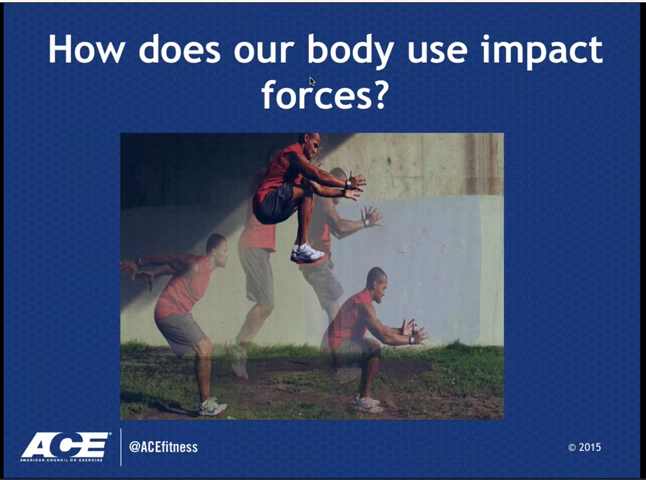 How does our body use impact
forces?
ACE
AMERICAN COUNCIL ON EXERCISE
@ACEfitness
© 2015